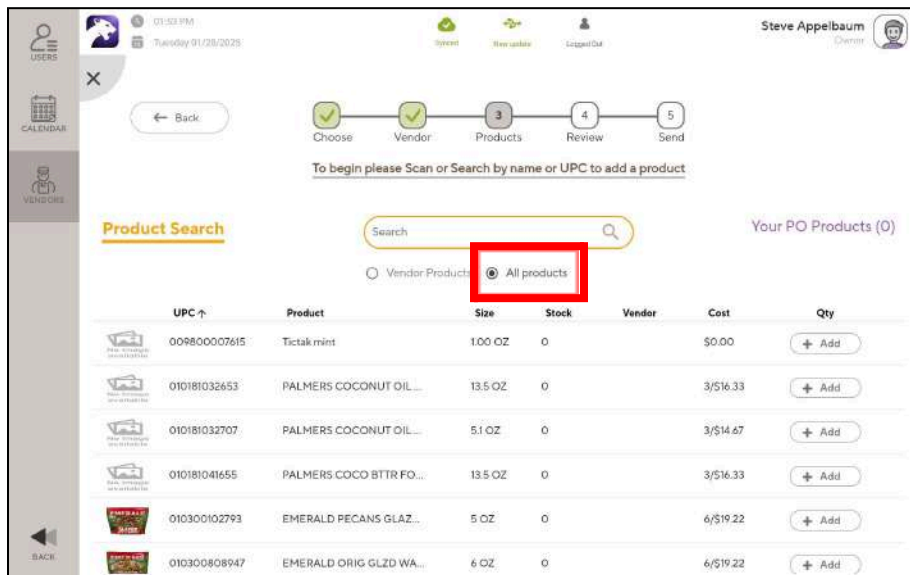 USERS
CALENDAR
VENDORS
BACK
01:53 PM
Tuesday 01/28/2025
Synced
New update
Logged Out
Steve Appelbaum
Owner
← Back
3
4
5
Choose
Vendor
Products
Review
Send
To begin please Scan or Search by name or UPC to add a product
Product Search
Search
Your PO Products (0)
Vendor Products
All products
UPC ↑ Product Size Stock Vendor Cost Qty
009800007615 Tictak mint 1.00 OZ 0 $0.00 + Add
010181032653 PALMERS COCONUT OIL ... 13.5 OZ 0 3/$16.33 + Add
010181032707 PALMERS COCONUT OIL ... 5.1 OZ 0 3/$14.67 + Add
010181041655 PALMERS COCO BTTR FO... 13.5 OZ 0 3/$16.33 + Add
EMERALD
010300102793 EMERALD PECANS GLAZ... 5 OZ 0 6/$19.22 + Add
010300808947 EMERALD ORIG GLZD WA... 6 OZ 0 6/$19.22 + Add